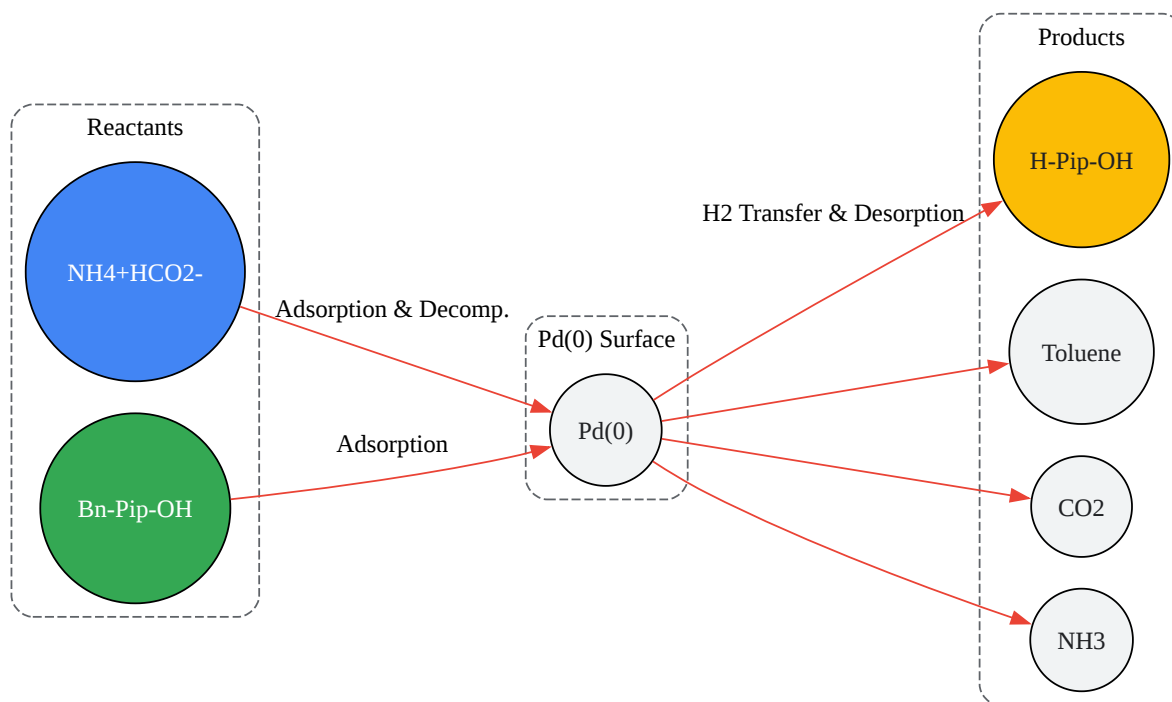 Reactants
NH4+HCO2-
Bn-Pip-OH
Adsorption & Decomp.
Adsorption
Pd(0) Surface
Pd(0)
H2 Transfer & Desorption
Products
H-Pip-OH
Toluene
CO2
NH3